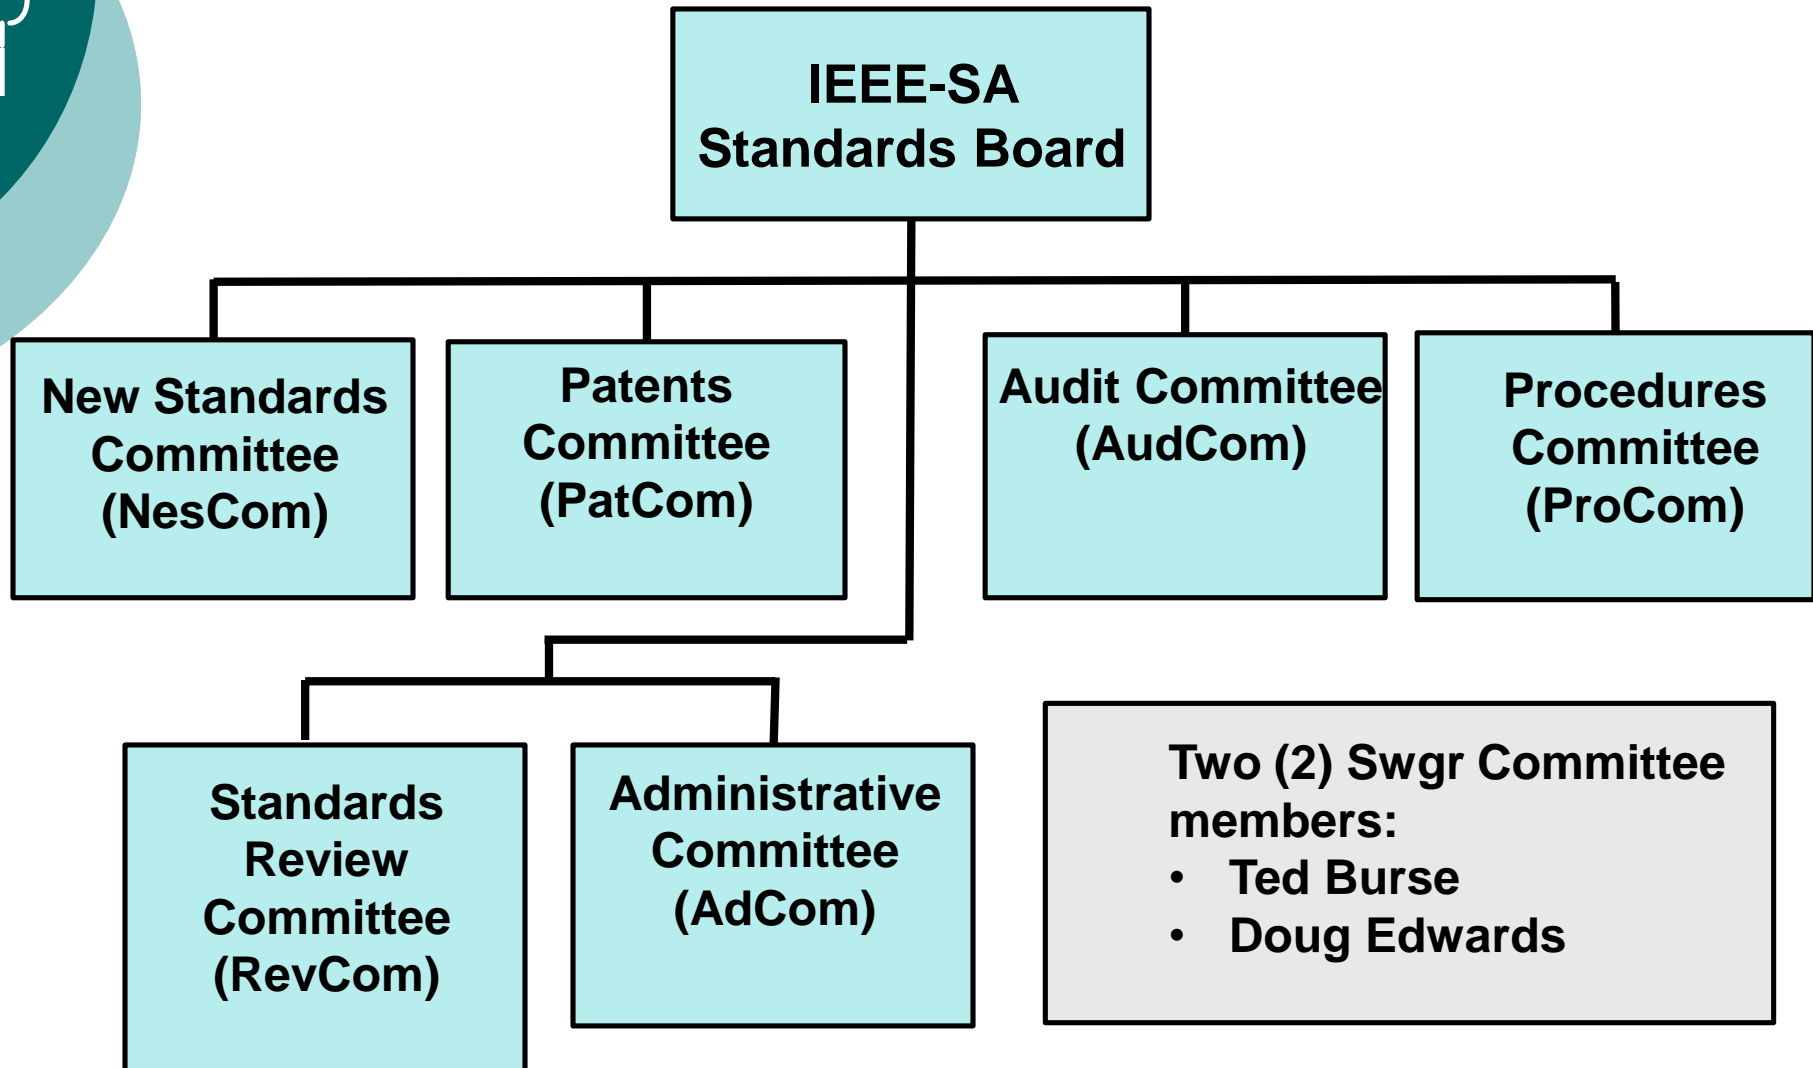 IEEE-SA
Standards Board
New Standards
Committee
(NesCom)
Patents
Committee
(PatCom)
Audit Committee
(AudCom)
Procedures
Committee
(ProCom)
Standards
Review
Committee
(RevCom)
Administrative
Committee
(AdCom)
Two (2) Swgr Committee
members:
• Ted Burse
• Doug Edwards